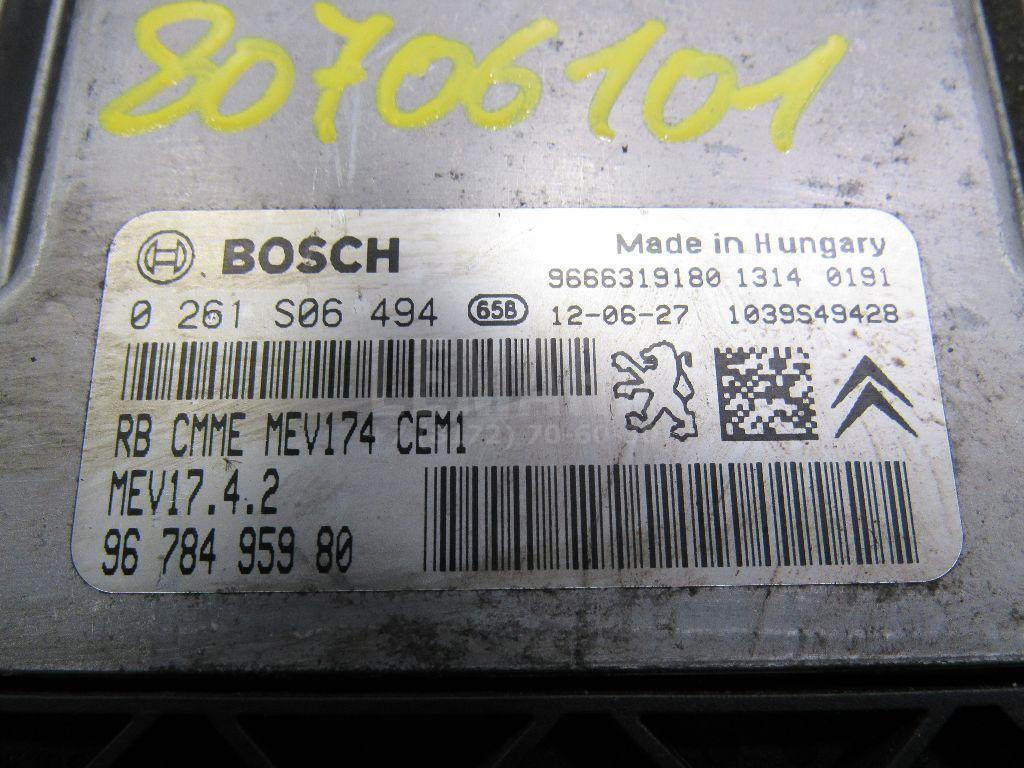 80706101
BOSCH Made in Hungary
9666319180 1314 0191
0 261 S06 494 658 12-06-27 1039S49428
RB CMME MEV174 CEM1
MEV17.4.2
96 784 959 80